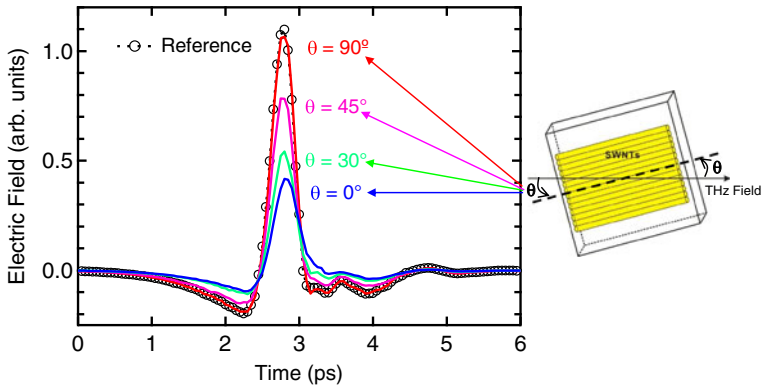 Electric Field (arb. units)
1.0
0.5
0.0
Reference
θ = 90º
θ = 45°
θ = 30°
θ = 0°
0 1 2 3 4 5 6
Time (ps)
SWNTs
θ
θ
THz Field